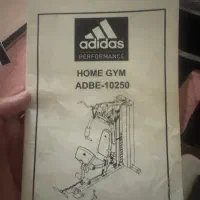 adidas
PERFORMANCE
HOME GYM
ADBE-10250